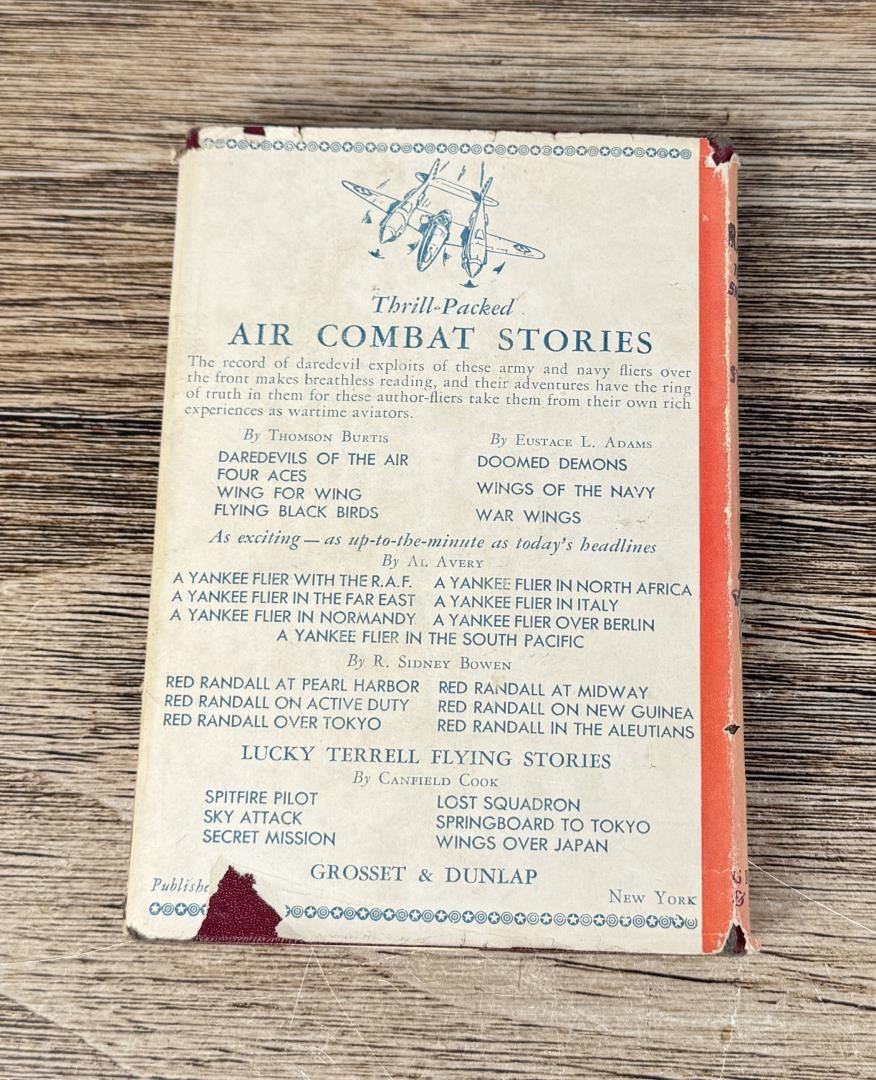 Thrill-Packed
AIR COMBAT STORIES
The record of daredevil exploits of these army and navy fliers over
the front makes breathless reading, and their adventures have the ring
of truth in them for these author-fliers take them from their own rich
experiences as wartime aviators.
By THOMSON BURTIS
DAREDEVILS OF THE AIR
FOUR ACES
WING FOR WING
FLYING BLACK BIRDS
By EUSTACE L. ADAMS
DOOMED DEMONS
WINGS OF THE NAVY
WAR WINGS
As exciting—as up-to-the-minute as today's headlines
By AL AVERY
A YANKEE FLIER WITH THE R.A.F. A YANKEE FLIER IN NORTH AFRICA
A YANKEE FLIER IN THE FAR EAST A YANKEE FLIER IN ITALY
A YANKEE FLIER IN NORMANDY A YANKEE FLIER OVER BERLIN
A YANKEE FLIER IN THE SOUTH PACIFIC
By R. SIDNEY BOWEN
RED RANDALL AT PEARL HARBOR RED RANDALL AT MIDWAY
RED RANDALL ON ACTIVE DUTY RED RANDALL ON NEW GUINEA
RED RANDALL OVER TOKYO RED RANDALL IN THE ALEUTIANS
LUCKY TERRELL FLYING STORIES
By CANFIELD COOK
SPITFIRE PILOT LOST SQUADRON
SKY ATTACK SPRINGBOARD TO TOKYO
SECRET MISSION WINGS OVER JAPAN
GROSSET & DUNLAP
Publishe
NEW YORK